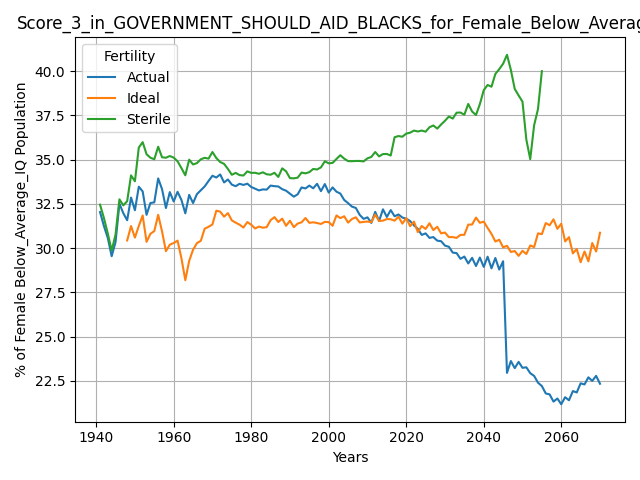 Score_3_in_GOVERNMENT_SHOULD_AID_BLACKS_for_Female_Below_Averag
Fertility
Actual
Ideal
Sterile
% of Female Below_Average_IQ Population
40.0
37.5
35.0
32.5
30.0
27.5
25.0
22.5
1940 1960 1980 2000 2020 2040 2060
Years